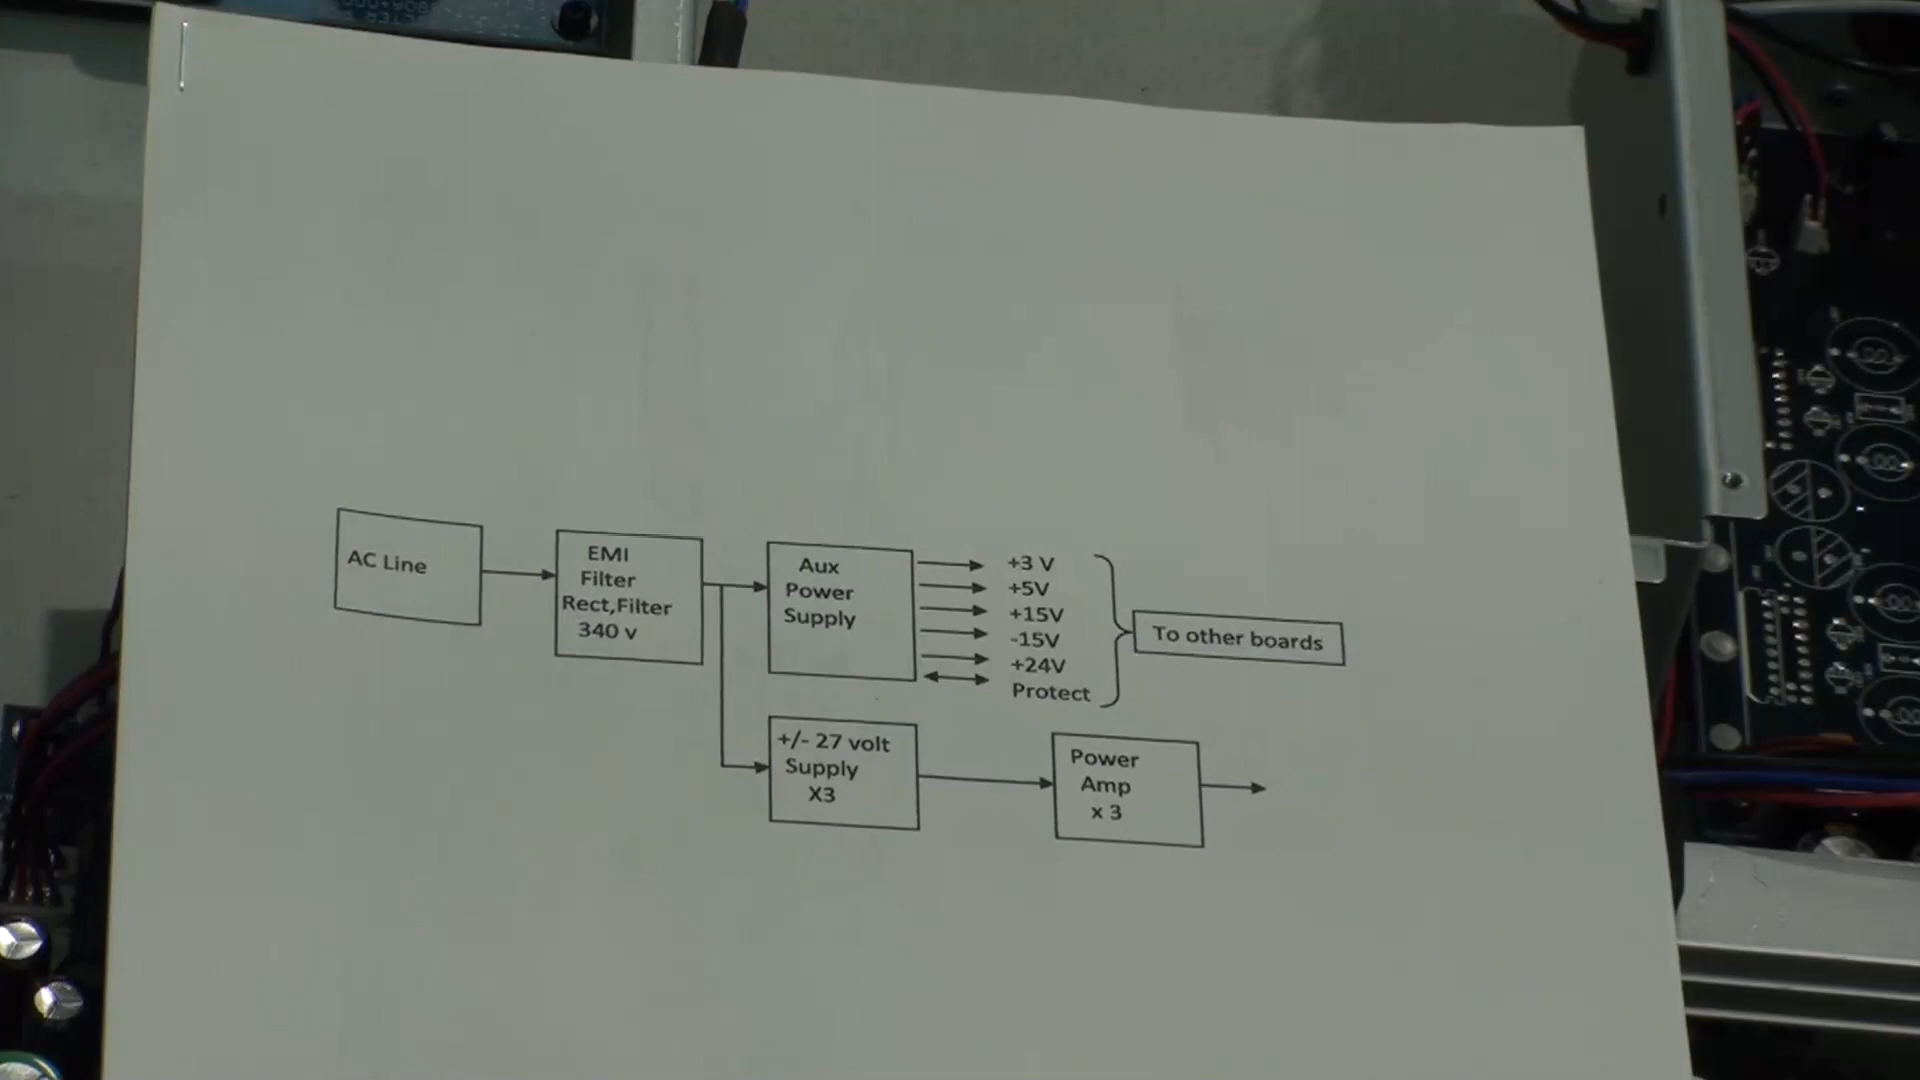 AC Line
EMI
Filter
Rect,Filter
340 v
Aux
Power
Supply
+3 V
+5V
+15V
-15V
+24V
Protect
To other boards
+/- 27 volt
Supply
X3
Power
Amp
x 3